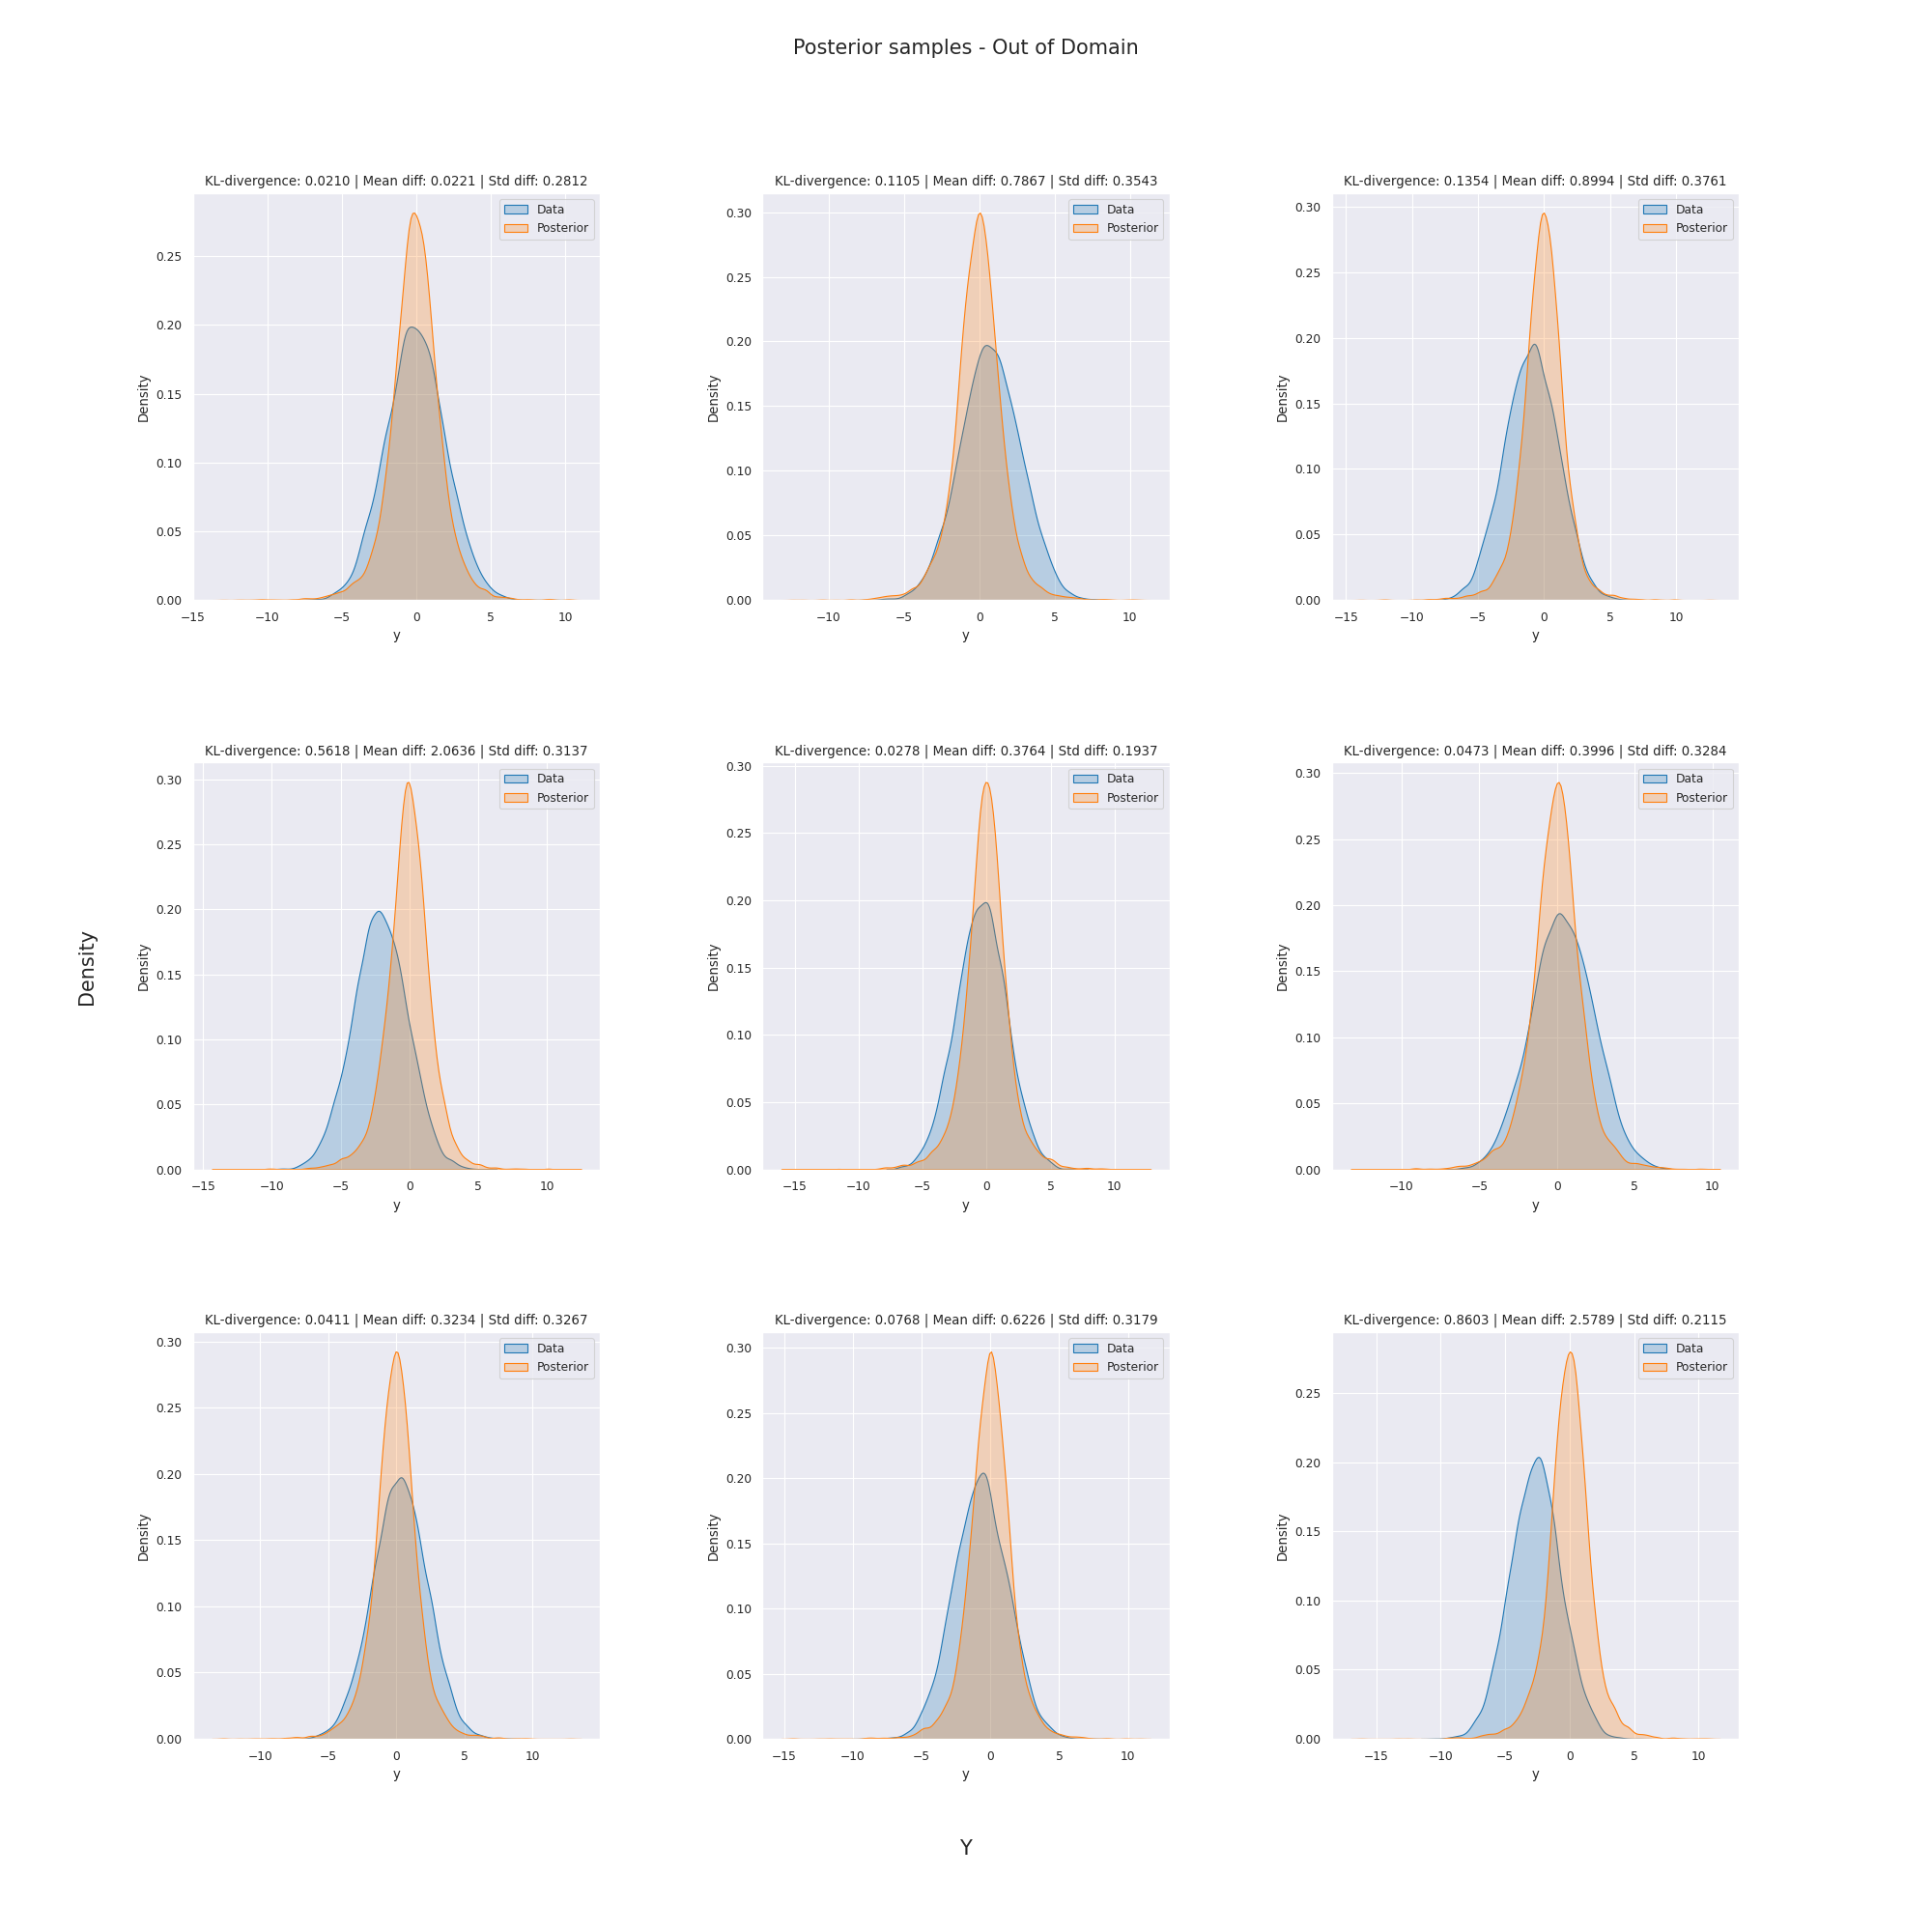 Posterior samples - Out of Domain
KL-divergence: 0.0210 | Mean diff: 0.0221 | Std diff: 0.2812
Data
Posterior
0.25
0.20
0.15
0.10
0.05
0.00
Density
−15 −10 −5 0 5 10
y
KL-divergence: 0.1105 | Mean diff: 0.7867 | Std diff: 0.3543
Data
Posterior
0.30
0.25
0.20
0.15
0.10
0.05
0.00
Density
−10 −5 0 5 10
y
KL-divergence: 0.1354 | Mean diff: 0.8994 | Std diff: 0.3761
Data
Posterior
0.30
0.25
0.20
0.15
0.10
0.05
0.00
Density
−15 −10 −5 0 5 10
y
Density
KL-divergence: 0.5618 | Mean diff: 2.0636 | Std diff: 0.3137
Data
Posterior
0.30
0.25
0.20
0.15
0.10
0.05
0.00
Density
−15 −10 −5 0 5 10
y
KL-divergence: 0.0278 | Mean diff: 0.3764 | Std diff: 0.1937
Data
Posterior
0.30
0.25
0.20
0.15
0.10
0.05
0.00
Density
−15 −10 −5 0 5 10
y
KL-divergence: 0.0473 | Mean diff: 0.3996 | Std diff: 0.3284
Data
Posterior
0.30
0.25
0.20
0.15
0.10
0.05
0.00
Density
−10 −5 0 5 10
y
KL-divergence: 0.0411 | Mean diff: 0.3234 | Std diff: 0.3267
Data
Posterior
0.30
0.25
0.20
0.15
0.10
0.05
0.00
Density
−10 −5 0 5 10
y
KL-divergence: 0.0768 | Mean diff: 0.6226 | Std diff: 0.3179
Data
Posterior
0.30
0.25
0.20
0.15
0.10
0.05
0.00
Density
−15 −10 −5 0 5 10
y
KL-divergence: 0.8603 | Mean diff: 2.5789 | Std diff: 0.2115
Data
Posterior
0.25
0.20
0.15
0.10
0.05
0.00
Density
−15 −10 −5 0 5 10
y
Y